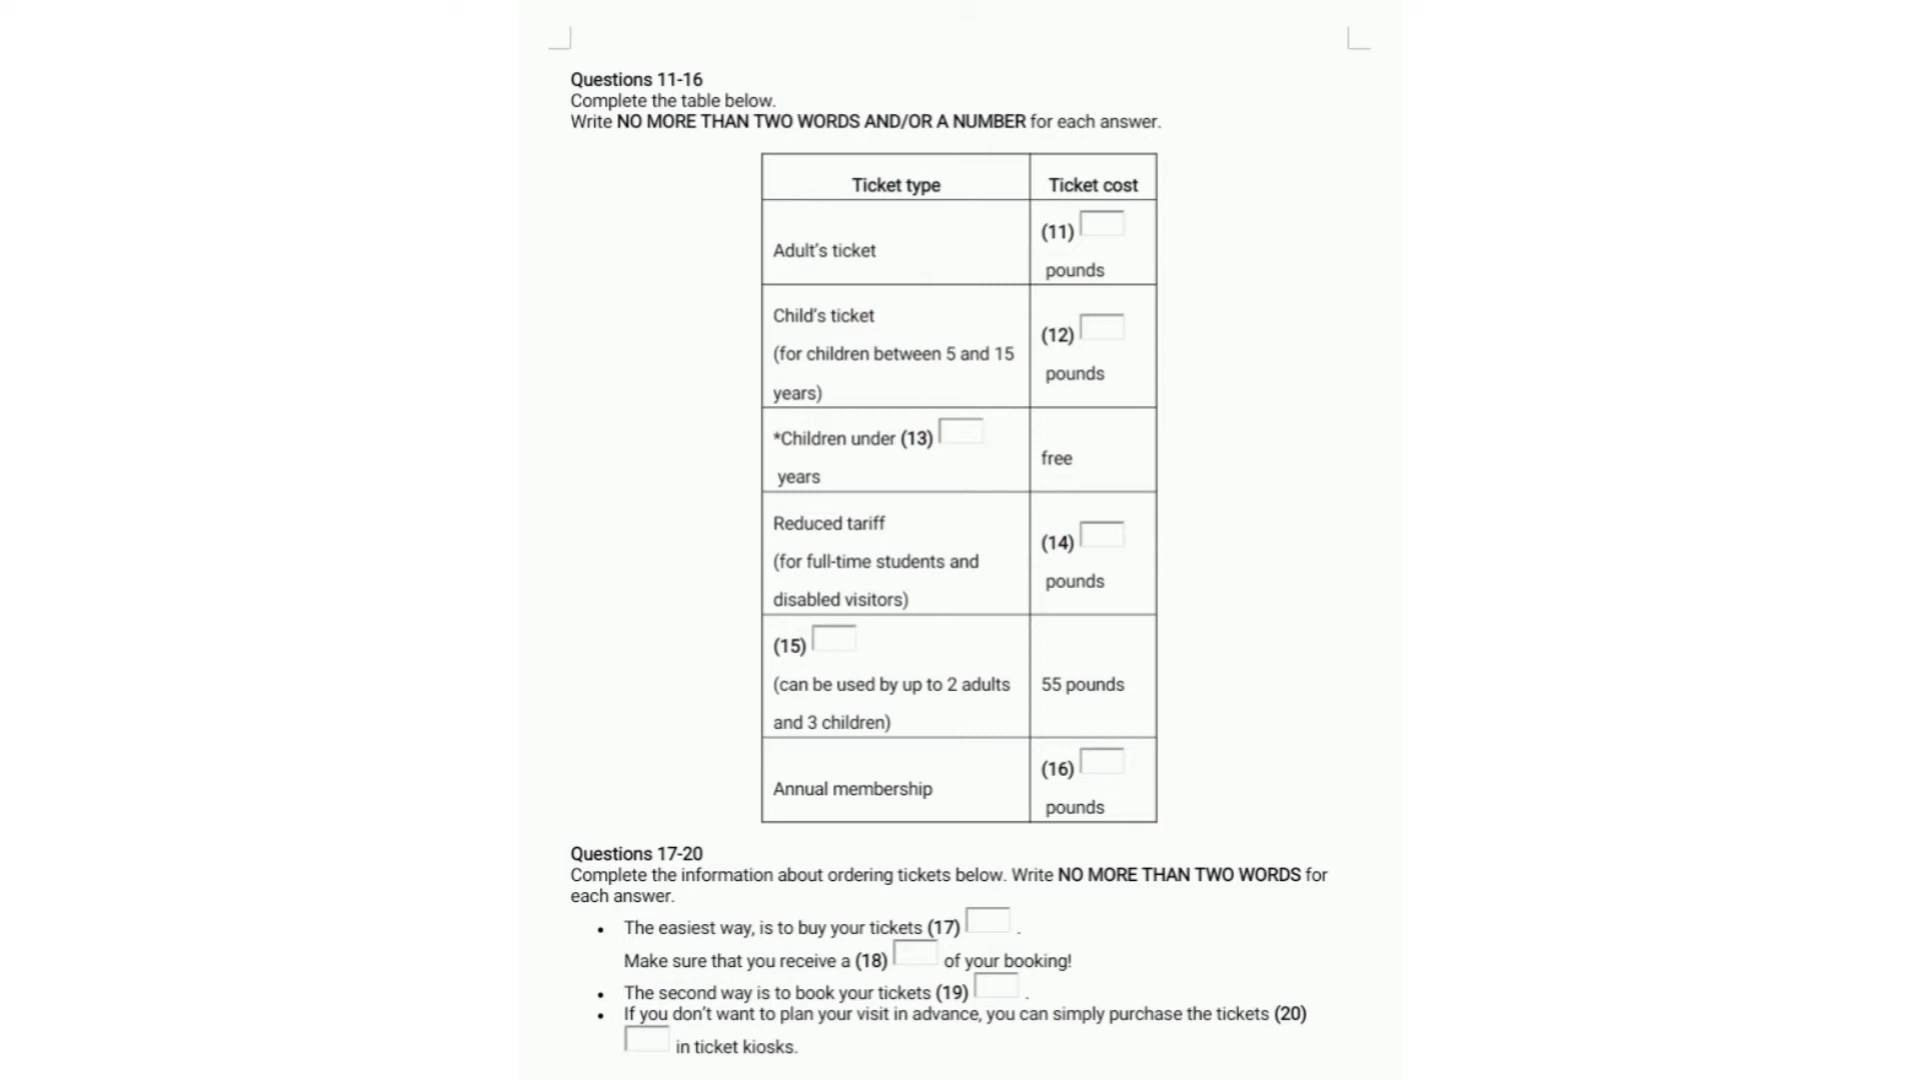 Questions 11-16
Complete the table below.
Write NO MORE THAN TWO WORDS AND/OR A NUMBER for each answer.
Ticket type Ticket cost
Adult's ticket
(11)
pounds
Child's ticket
(for children between 5 and 15
years)
(12)
pounds
*Children under (13)
years
free
Reduced tariff
(for full-time students and
disabled visitors)
(14)
pounds
(15)
(can be used by up to 2 adults
and 3 children)
55 pounds
Annual membership
(16)
pounds
Questions 17-20
Complete the information about ordering tickets below. Write NO MORE THAN TWO WORDS for
each answer.
• The easiest way, is to buy your tickets (17) .
Make sure that you receive a (18) of your booking!
• The second way is to book your tickets (19) .
• If you don't want to plan your visit in advance, you can simply purchase the tickets (20)
in ticket kiosks.